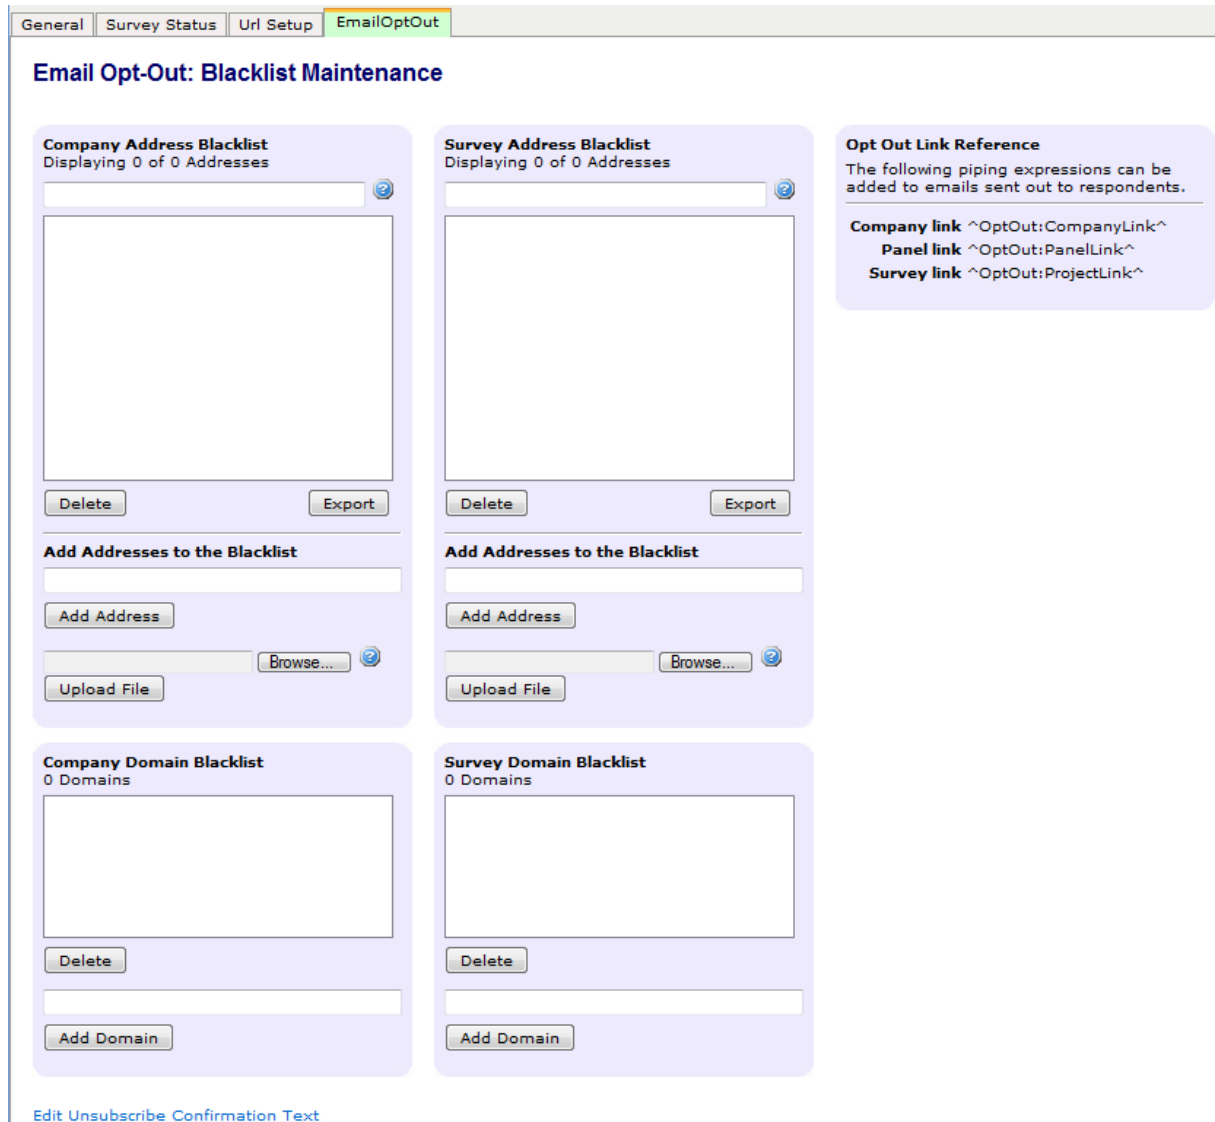 General
Survey Status
Url Setup
EmailOptOut
Email Opt-Out: Blacklist Maintenance
Company Address Blacklist
Displaying 0 of 0 Addresses
Delete
Export
Add Addresses to the Blacklist
Add Address
Browse...
Upload File
Survey Address Blacklist
Displaying 0 of 0 Addresses
Delete
Export
Add Addresses to the Blacklist
Add Address
Browse...
Upload File
Opt Out Link Reference
The following piping expressions can be
added to emails sent out to respondents.
Company link ^OptOut:CompanyLink^
Panel link ^OptOut:PanelLink^
Survey link ^OptOut:ProjectLink^
Company Domain Blacklist
0 Domains
Delete
Add Domain
Survey Domain Blacklist
0 Domains
Delete
Add Domain
Edit Unsubscribe Confirmation Text